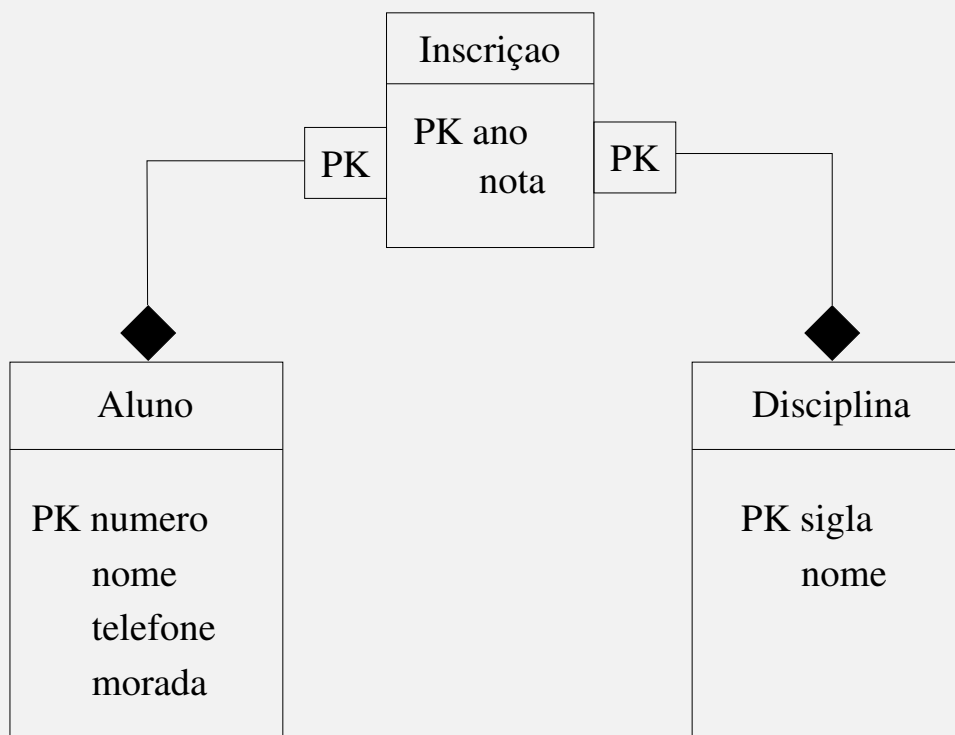 Inscriçao
PK
PK ano
nota
PK
Aluno
PK numero
nome
telefone
morada
Disciplina
PK sigla
nome